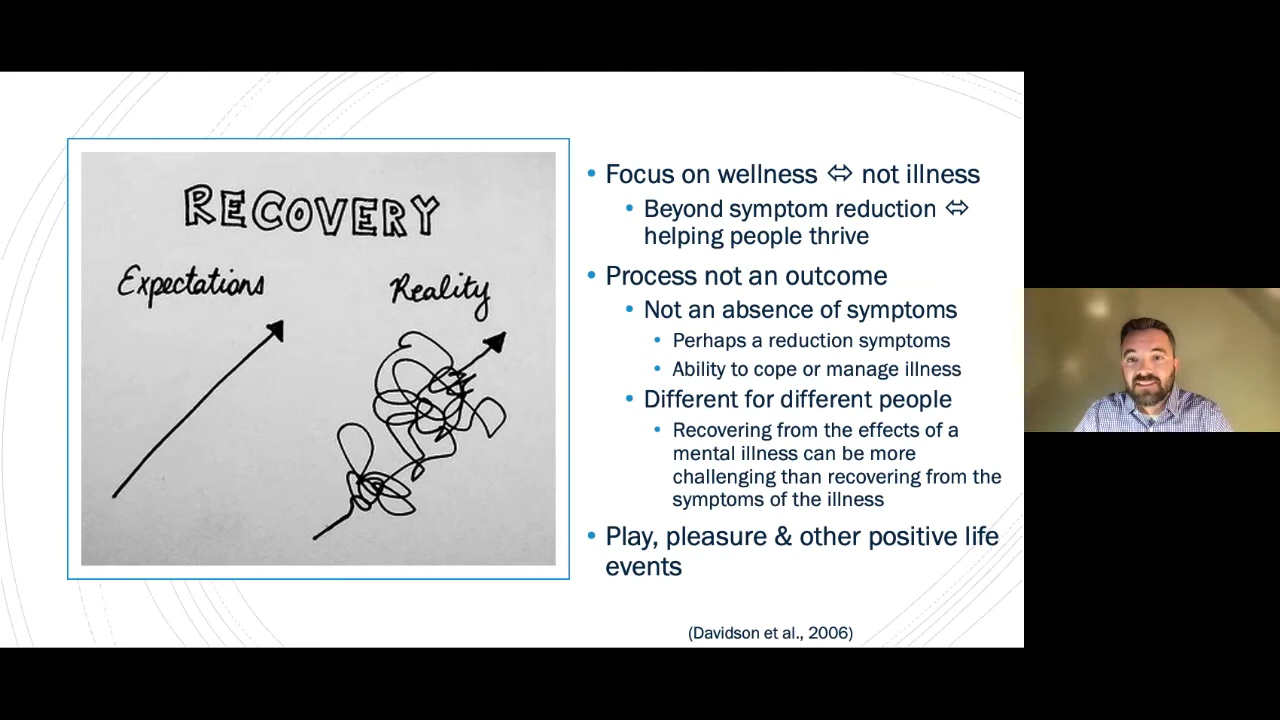 RECOVERY
Expectations
Reality
• Focus on wellness ⇔ not illness
• Beyond symptom reduction ⇔
helping people thrive
• Process not an outcome
• Not an absence of symptoms
• Perhaps a reduction symptoms
• Ability to cope or manage illness
• Different for different people
• Recovering from the effects of a
mental illness can be more
challenging than recovering from the
symptoms of the illness
• Play, pleasure & other positive life
events
(Davidson et al., 2006)